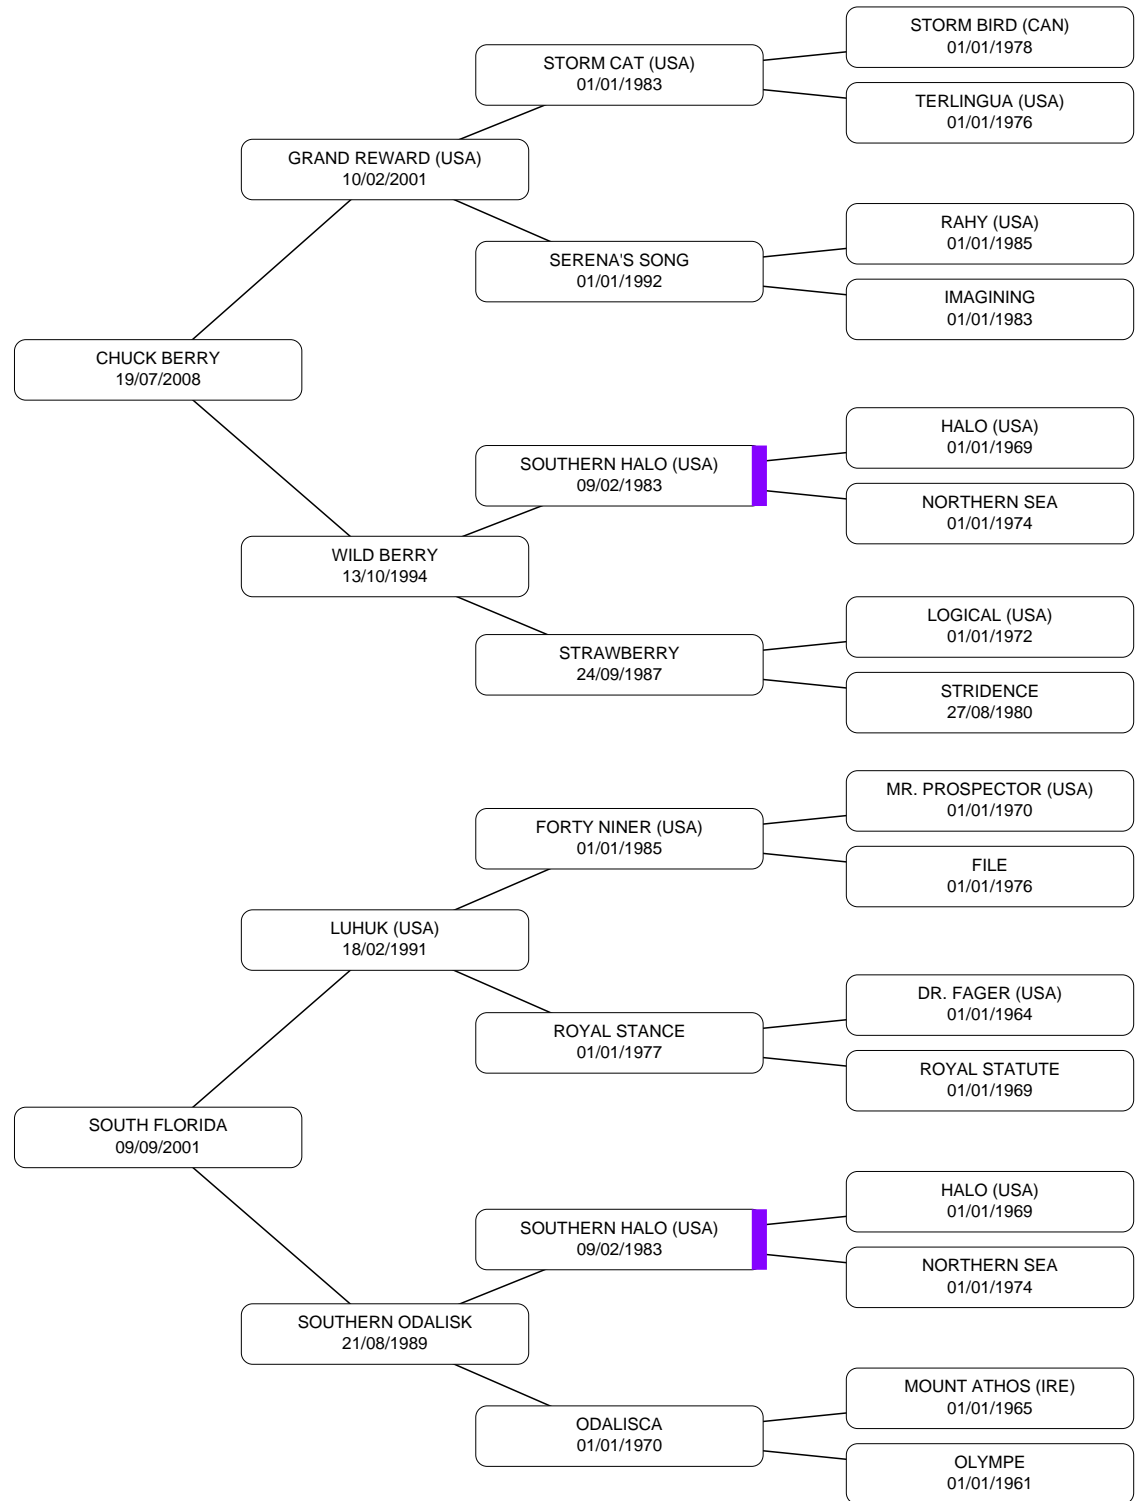 STORM BIRD (CAN)
01/01/1978
STORM CAT (USA)
01/01/1983
TERLINGUA (USA)
01/01/1976
GRAND REWARD (USA)
10/02/2001
RAHY (USA)
01/01/1985
SERENA'S SONG
01/01/1992
IMAGINING
01/01/1983
CHUCK BERRY
19/07/2008
HALO (USA)
01/01/1969
SOUTHERN HALO (USA)
09/02/1983
NORTHERN SEA
01/01/1974
WILD BERRY
13/10/1994
LOGICAL (USA)
01/01/1972
STRAWBERRY
24/09/1987
STRIDENCE
27/08/1980
MR. PROSPECTOR (USA)
01/01/1970
FORTY NINER (USA)
01/01/1985
FILE
01/01/1976
LUHUK (USA)
18/02/1991
DR. FAGER (USA)
01/01/1964
ROYAL STANCE
01/01/1977
ROYAL STATUTE
01/01/1969
SOUTH FLORIDA
09/09/2001
HALO (USA)
01/01/1969
SOUTHERN HALO (USA)
09/02/1983
NORTHERN SEA
01/01/1974
SOUTHERN ODALISK
21/08/1989
MOUNT ATHOS (IRE)
01/01/1965
ODALISCA
01/01/1970
OLYMPE
01/01/1961